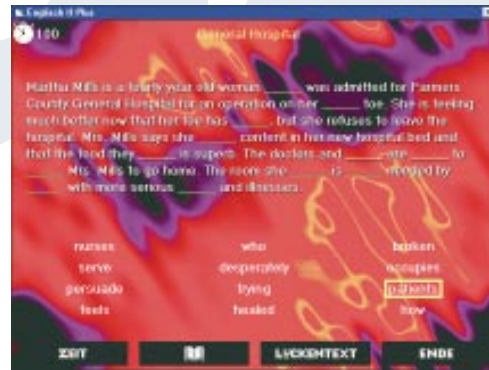 Englisch II Plus
100
General Hospital
Martha Mills is a fourty year old woman _____ was admitted for Farmers
County General Hospital for an operation on her _____ toe. She is feeling
much better now that her toe has _____, but she refuses to leave the
hospital. Mrs. Mills says she _____ content in her new hospital bed and
that the food they _____ is superb. The doctors and _____ are _____ to
_____ Mrs. Mills to go home. The room she _____ is _____ needed by
_____ with more serious _____ and illnesses.
nurses who broken
serve desperately occupies
persuade trying patients
feels healed how
ZEIT LÜCKENTEXT ENDE